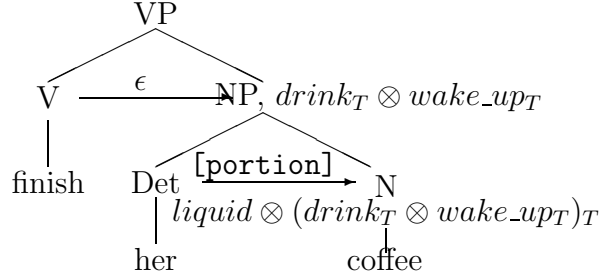 VP
V ϵ NP, drink_T ⊗ wake_up_T
[portion]
finish Det N
liquid ⊗ (drink_T ⊗ wake_up_T)_T
her coffee